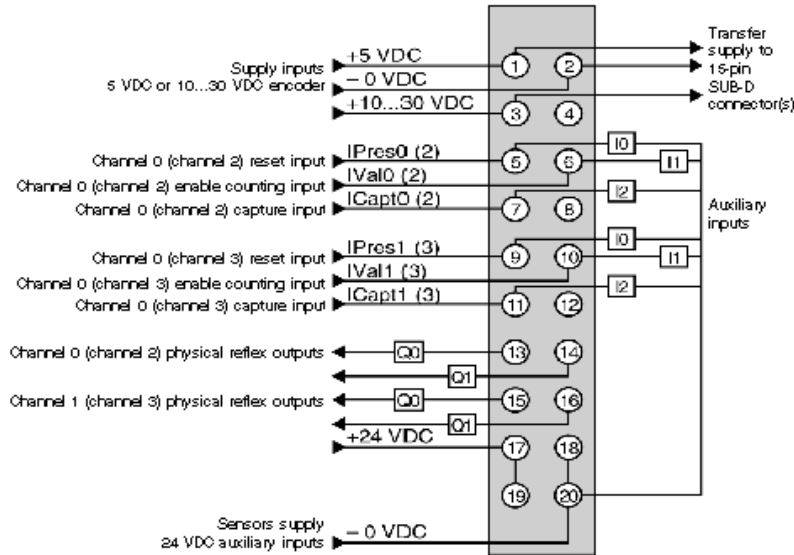 Supply inputs
5 VDC or 10...30 VDC encoder
+5 VDC
– 0 VDC
+10...30 VDC
1
2
3
4
Transfer
supply to
15-pin
SUB-D
connector(s)
Channel 0 (channel 2) reset input
IPres0 (2)
5
6
I0
I1
Channel 0 (channel 2) enable counting input
IVal0 (2)
Channel 0 (channel 2) capture input
ICapt0 (2)
7
8
I2
Auxiliary
inputs
Channel 0 (channel 3) reset input
IPres1 (3)
9
10
I0
I1
Channel 0 (channel 3) enable counting input
IVal1 (3)
Channel 0 (channel 3) capture input
ICapt1 (3)
11
12
I2
Channel 0 (channel 2) physical reflex outputs
Q0
13
14
Q1
Channel 1 (channel 3) physical reflex outputs
Q0
15
16
Q1
+24 VDC
17
18
19
20
Sensors supply
24 VDC auxiliary inputs
– 0 VDC